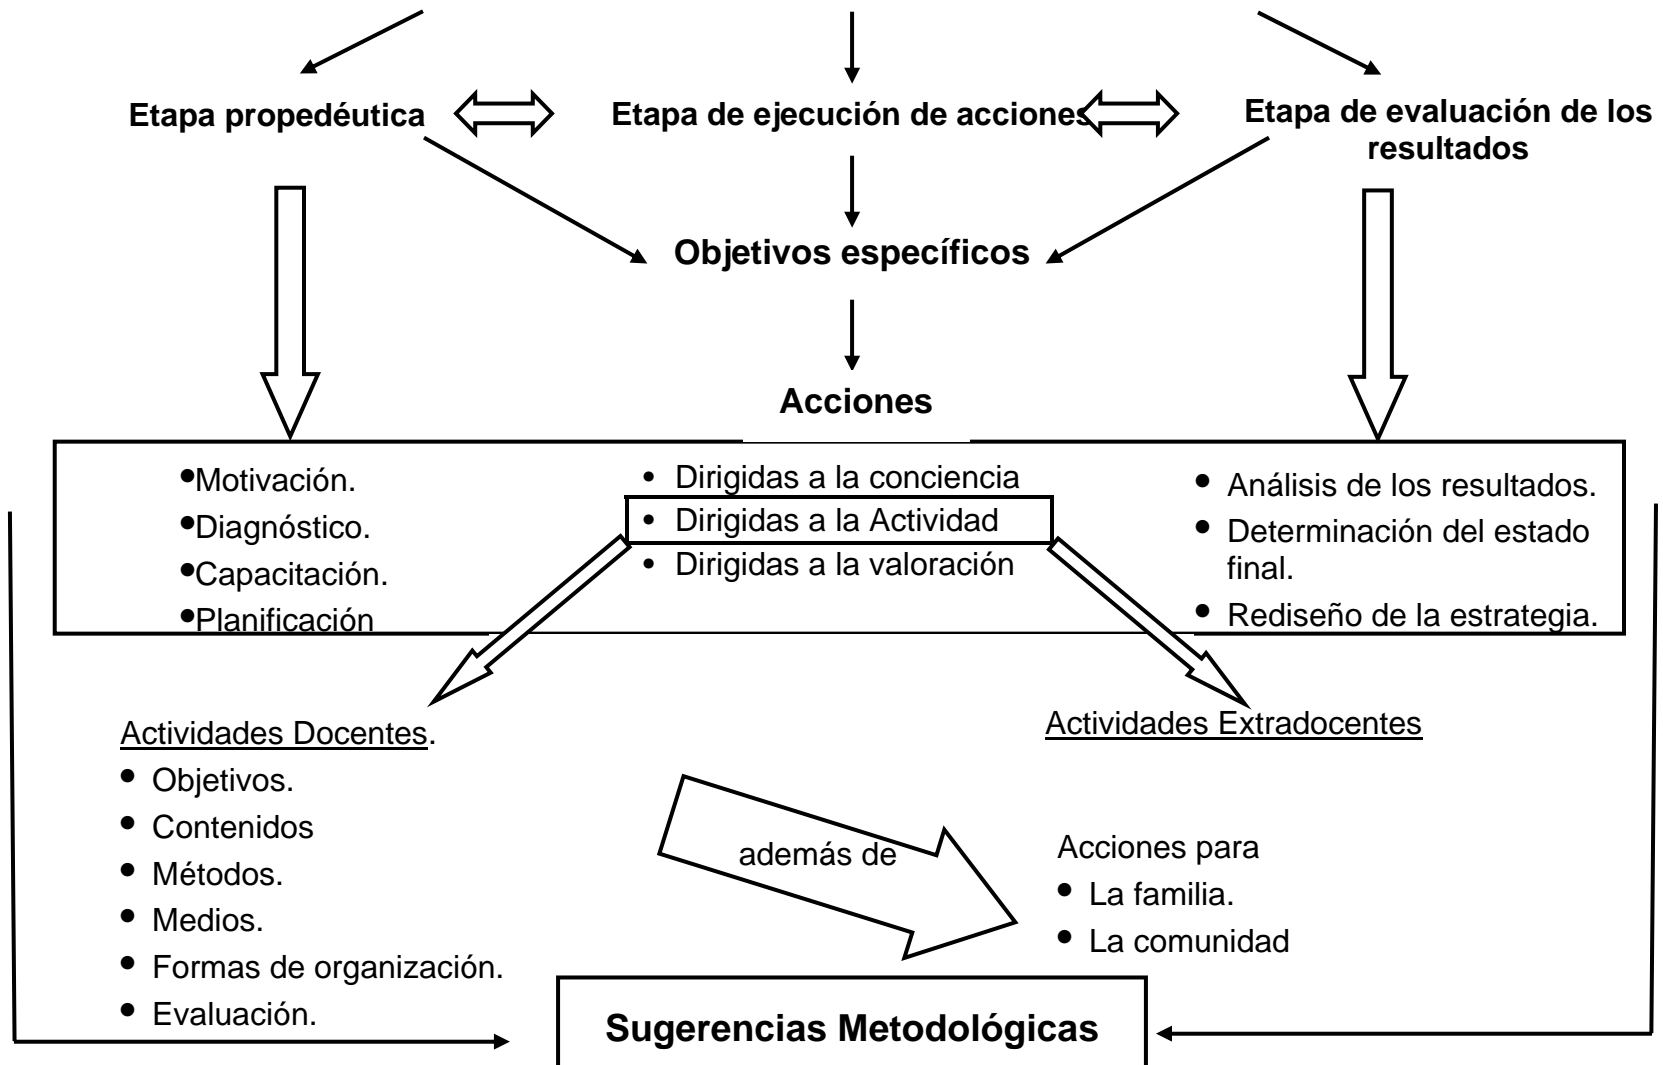 Etapa propedéutica
Etapa de ejecución de acciones
Etapa de evaluación de los
resultados
Objetivos específicos
Acciones
•Motivación.
•Diagnóstico.
•Capacitación.
•Planificación
• Dirigidas a la conciencia
• Dirigidas a la Actividad
• Dirigidas a la valoración
• Análisis de los resultados.
• Determinación del estado
final.
• Rediseño de la estrategia.
Actividades Docentes.
• Objetivos.
• Contenidos
• Métodos.
• Medios.
• Formas de organización.
• Evaluación.
además de
Actividades Extradocentes
Acciones para
• La familia.
• La comunidad
Sugerencias Metodológicas